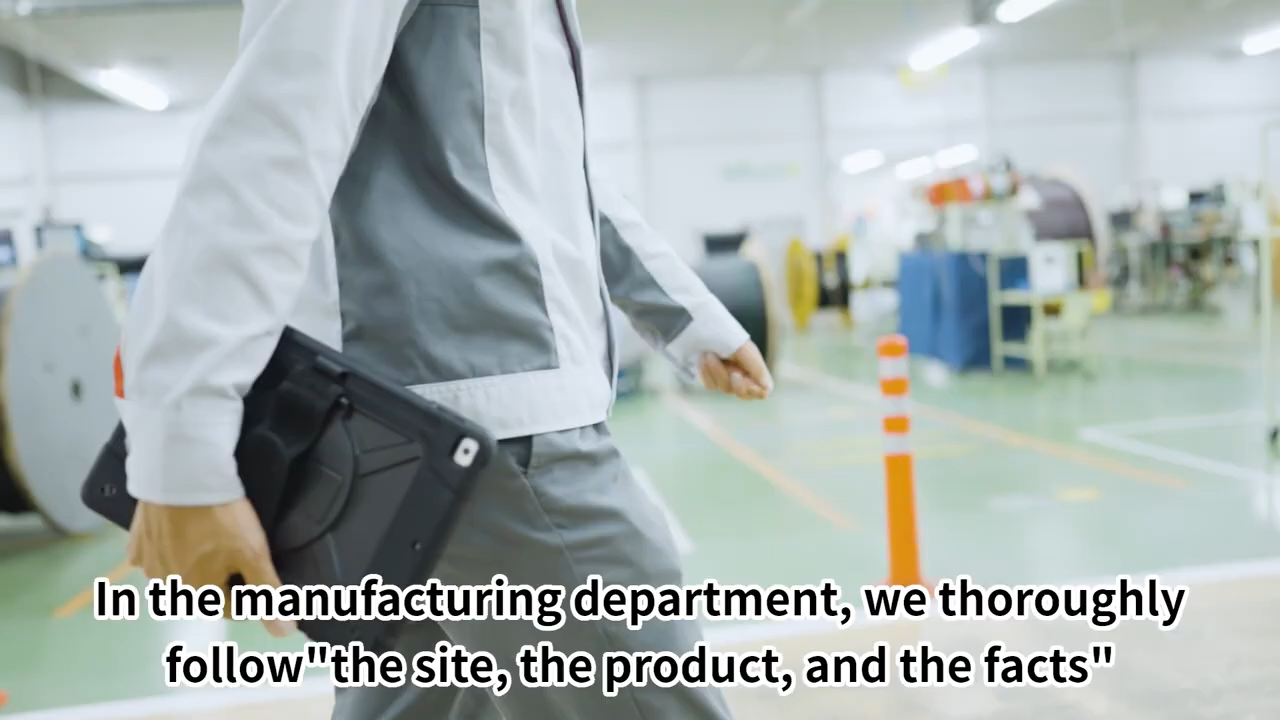 In the manufacturing department, we thoroughly
follow"the site, the product, and the facts"